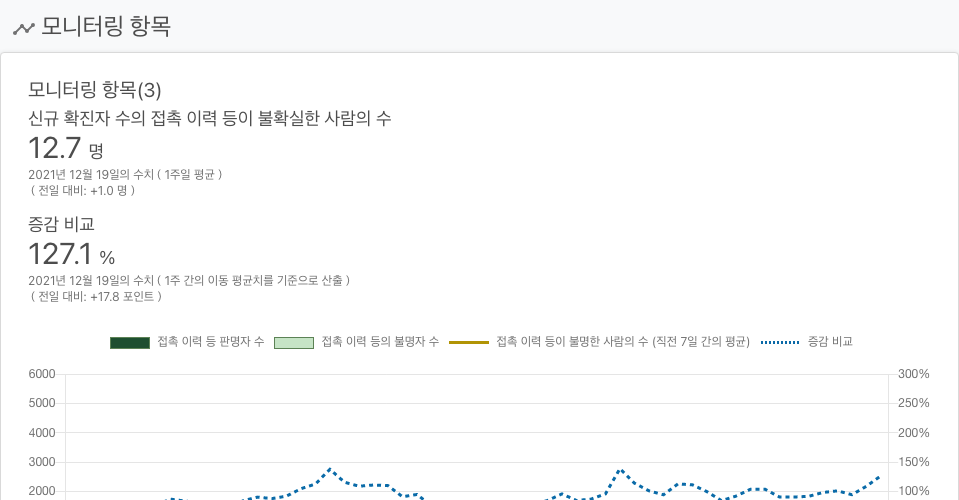 모니터링 항목
모니터링 항목(3)
신규 확진자 수의 접촉 이력 등이 불확실한 사람의 수
12.7 명
2021년 12월 19일의 수치 ( 1주일 평균 )
( 전일 대비: +1.0 명 )
증감 비교
127.1 %
2021년 12월 19일의 수치 ( 1주 간의 이동 평균치를 기준으로 산출 )
( 전일 대비: +17.8 포인트 )
접촉 이력 등 판명자 수 접촉 이력 등의 불명자 수 접촉 이력 등이 불명한 사람의 수 (직전 7일 간의 평균) 증감 비교
6000 300%
5000 250%
4000 200%
3000 150%
2000 100%